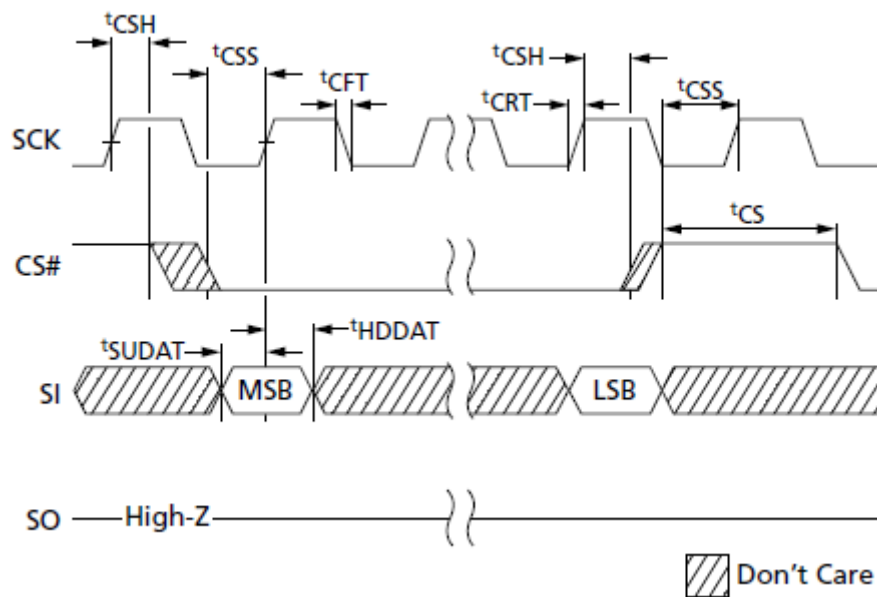 tCSH
tCSS
tCFT
tCSH
tCRT
tCSS
SCK
tCS
CS#
tSUDAT
tHDDAT
SI
MSB
LSB
SO
High-Z
Don't Care